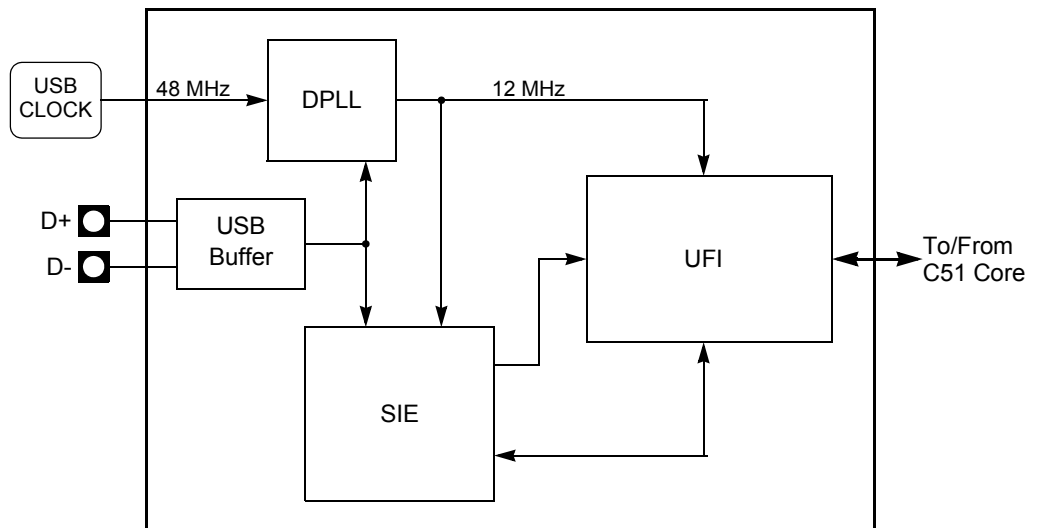 USB
CLOCK
48 MHz
DPLL
12 MHz
D+
D-
USB
Buffer
UFI
To/From
C51 Core
SIE